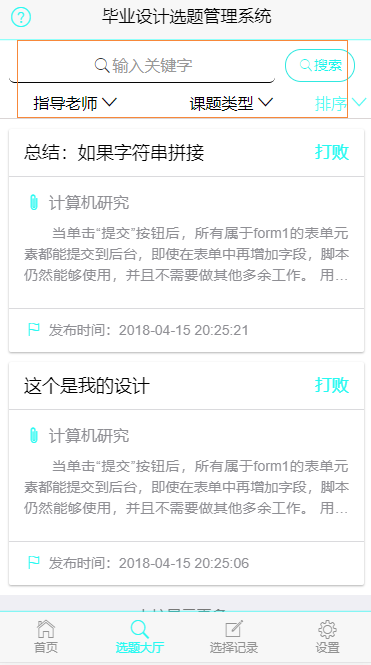 毕业设计选题管理系统
输入关键字 搜索
指导老师 课题类型 排序
总结：如果字符串拼接 打败
计算机研究
当单击“提交”按钮后，所有属于form1的表单元
素都能提交到后台，即使在表单中再增加字段，脚本
仍然能够使用，并且不需要做其他多余工作。 用...
发布时间：2018-04-15 20:25:21
这个是我的设计 打败
计算机研究
当单击“提交”按钮后，所有属于form1的表单元
素都能提交到后台，即使在表单中再增加字段，脚本
仍然能够使用，并且不需要做其他多余工作。 用...
发布时间：2018-04-15 20:25:06
首页 选题大厅 选择记录 设置